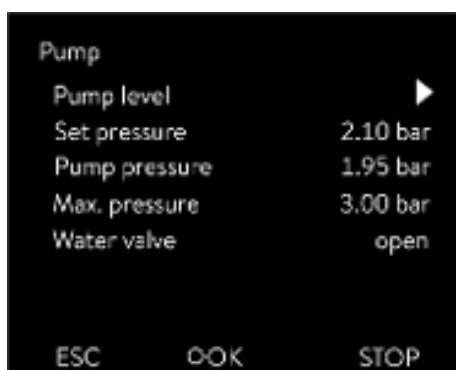 Pump
Pump level
Set pressure 2.10 bar
Pump pressure 1.95 bar
Max. pressure 3.00 bar
Water valve open
ESC OOK STOP